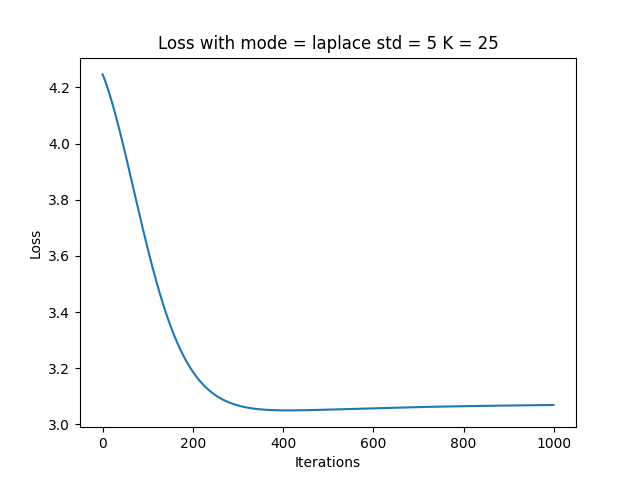 Loss with mode = laplace std = 5 K = 25
4.2
4.0
3.8
3.6
3.4
3.2
3.0
Loss
0 200 400 600 800 1000
Iterations